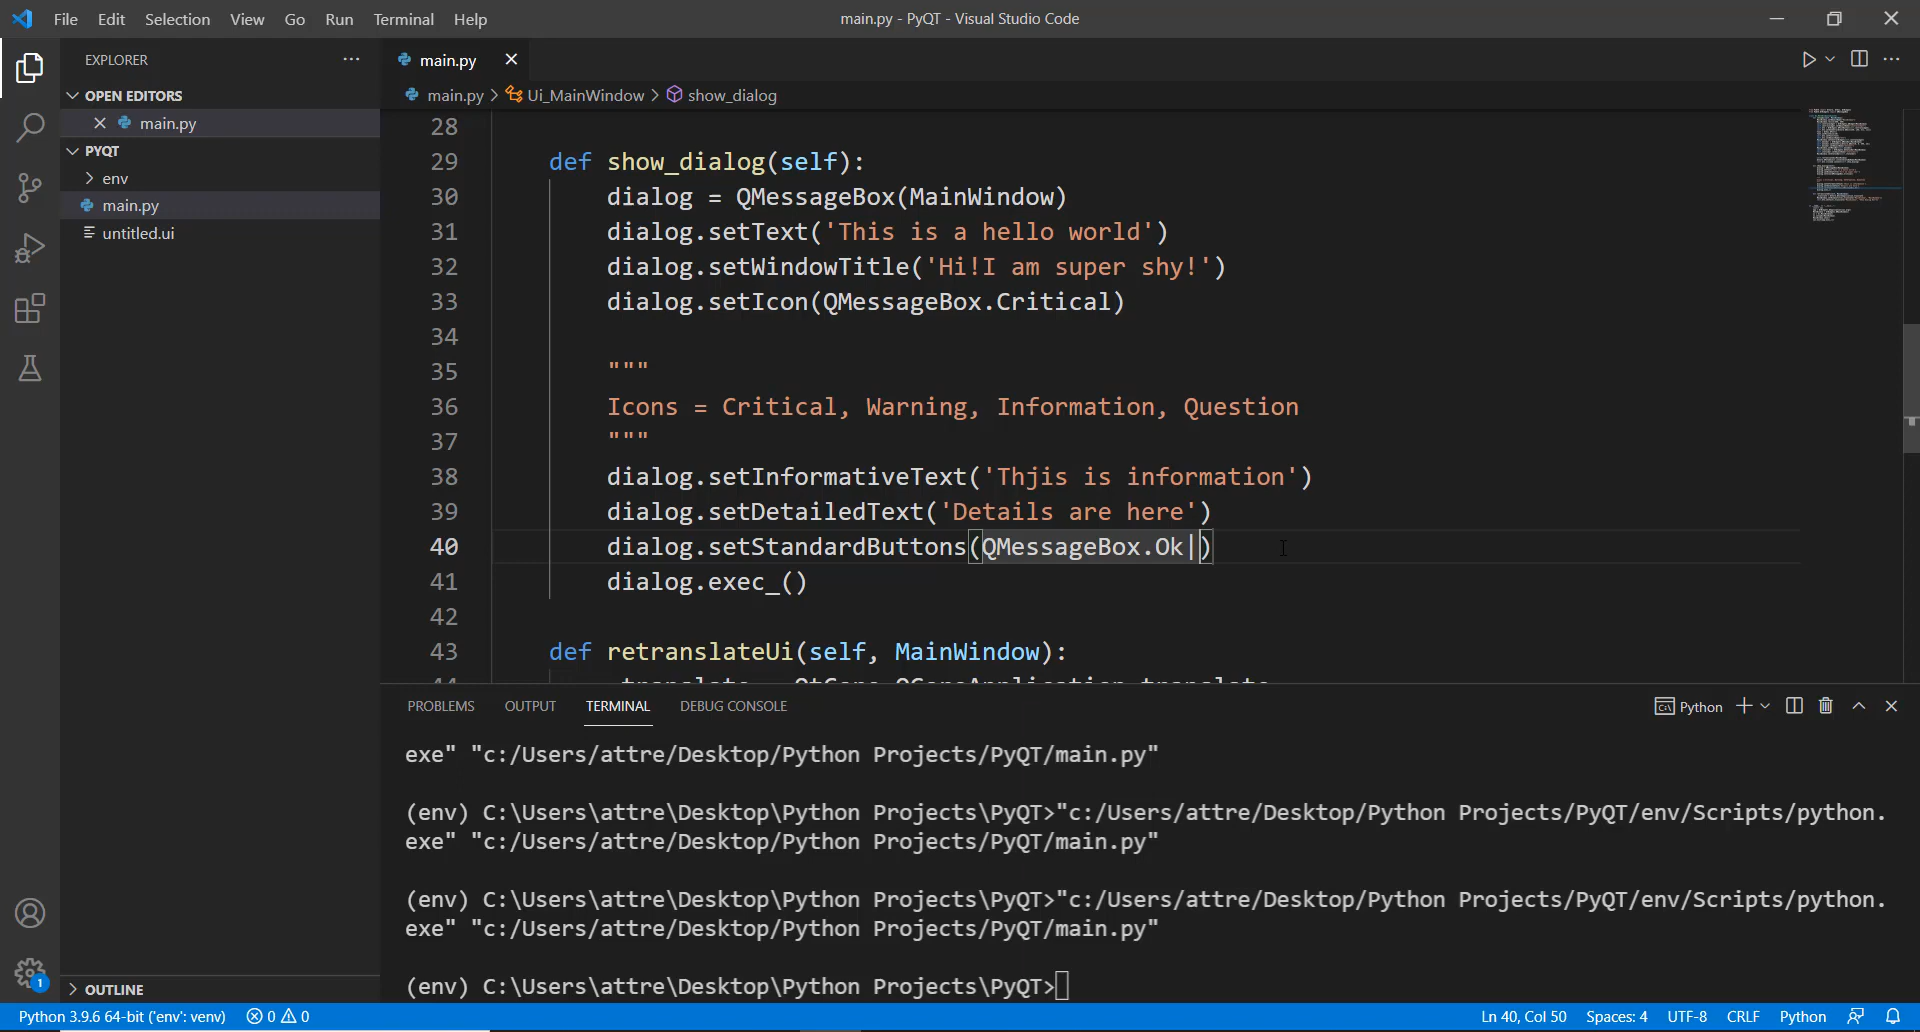 File Edit Selection View Go Run Terminal Help
main.py - PyQT - Visual Studio Code
EXPLORER
OPEN EDITORS
main.py
PYQT
env
main.py
untitled.ui
OUTLINE
main.py
main.py > Ui_MainWindow > show_dialog
28
29 def show_dialog(self):
30 dialog = QMessageBox(MainWindow)
31 dialog.setText('This is a hello world')
32 dialog.setWindowTitle('Hi!I am super shy!')
33 dialog.setIcon(QMessageBox.Critical)
34
35 """
36 Icons = Critical, Warning, Information, Question
37 """
38 dialog.setInformativeText('Thjis is information')
39 dialog.setDetailedText('Details are here')
40 dialog.setStandardButtons(QMessageBox.Ok|)
41 dialog.exec_()
42
43 def retranslateUi(self, MainWindow):
44 _translate = QtCore.QCoreApplication.translate
PROBLEMS OUTPUT TERMINAL DEBUG CONSOLE
Python
exe" "c:/Users/attre/Desktop/Python Projects/PyQT/main.py"
(env) C:\Users\attre\Desktop\Python Projects\PyQT>"c:/Users/attre/Desktop/Python Projects/PyQT/env/Scripts/python.
exe" "c:/Users/attre/Desktop/Python Projects/PyQT/main.py"
(env) C:\Users\attre\Desktop\Python Projects\PyQT>"c:/Users/attre/Desktop/Python Projects/PyQT/env/Scripts/python.
exe" "c:/Users/attre/Desktop/Python Projects/PyQT/main.py"
(env) C:\Users\attre\Desktop\Python Projects\PyQT>
1
Python 3.9.6 64-bit ('env': venv) 0 0
Ln 40, Col 50 Spaces: 4 UTF-8 CRLF Python